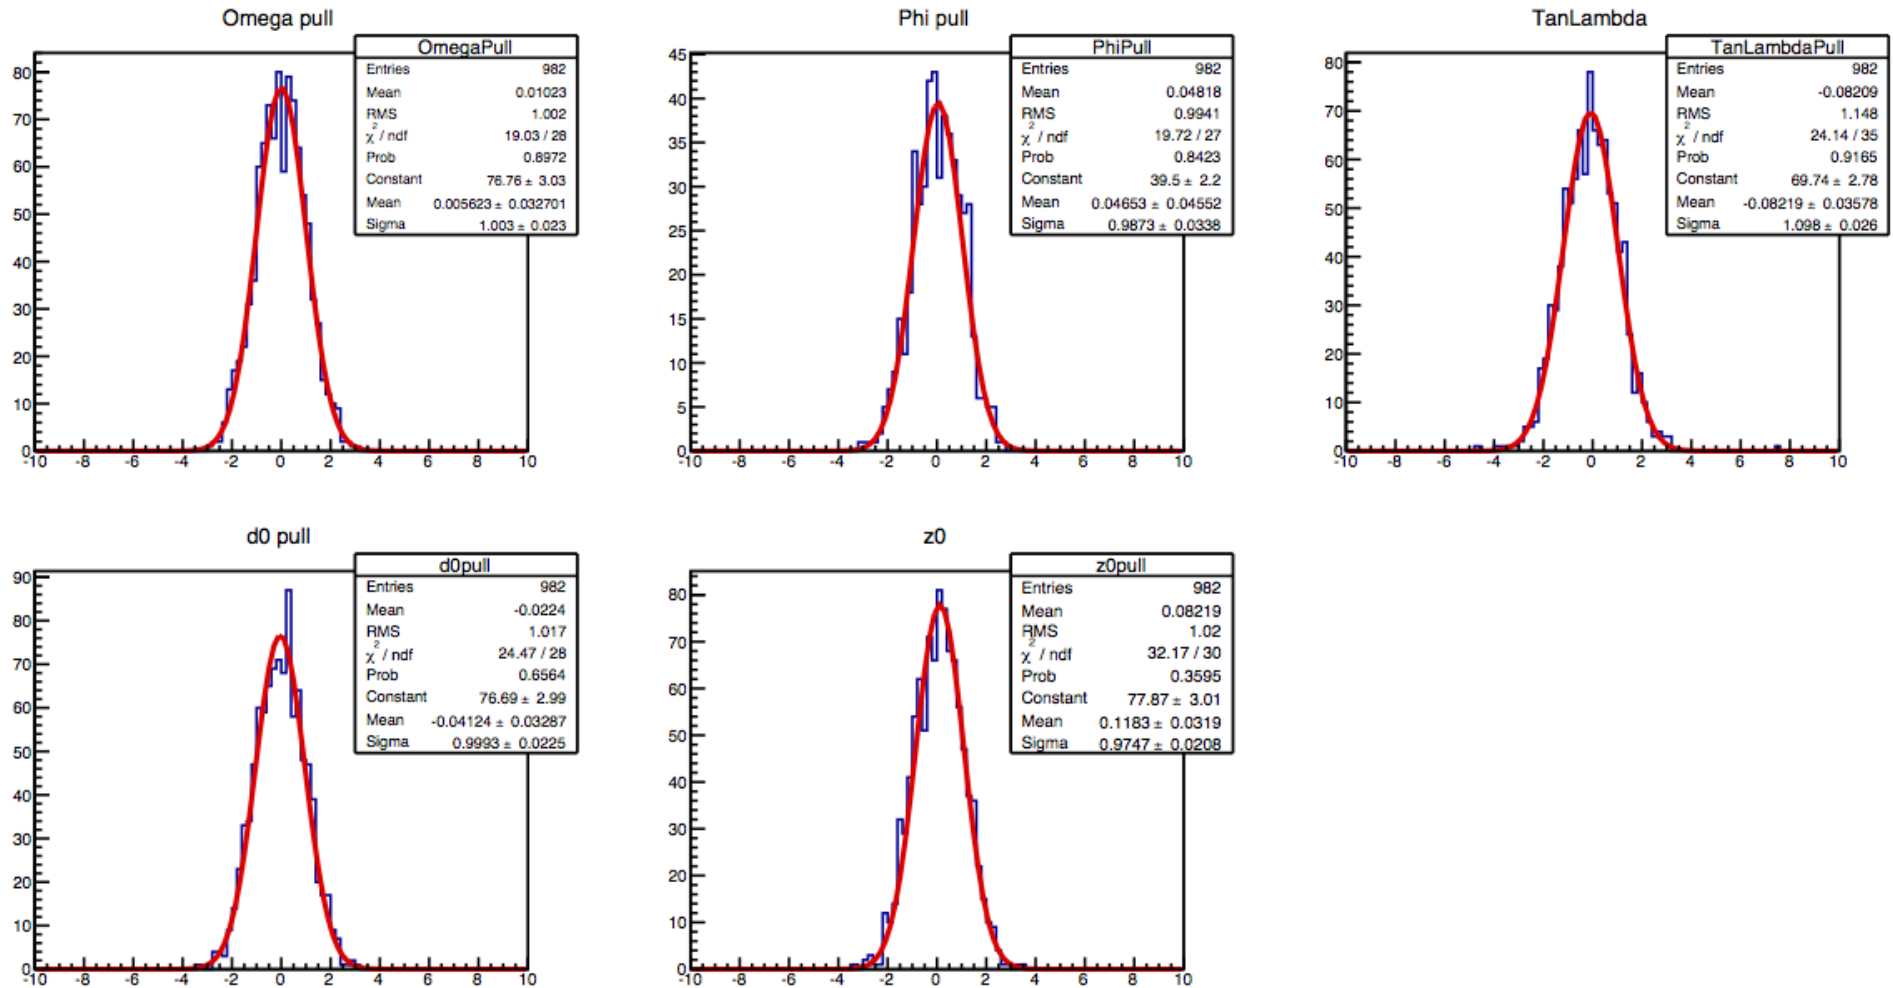 Omega pull
OmegaPull
Entries 982
Mean 0.01023
RMS 1.002
χ2 / ndf 19.03 / 28
Prob 0.8972
Constant 76.76 ± 3.03
Mean 0.005623 ± 0.032701
Sigma 1.003 ± 0.023
80
70
60
50
40
30
20
10
0
-10 -8 -6 -4 -2 0 2 4 6 8 10
Phi pull
PhiPull
Entries 982
Mean 0.04818
RMS 0.9941
χ2 / ndf 19.72 / 27
Prob 0.8423
Constant 39.5 ± 2.2
Mean 0.04653 ± 0.04552
Sigma 0.9873 ± 0.0338
45
40
35
30
25
20
15
10
5
0
-10 -8 -6 -4 -2 0 2 4 6 8 10
TanLambda
TanLambdaPull
Entries 982
Mean -0.08209
RMS 1.148
χ2 / ndf 24.14 / 35
Prob 0.9165
Constant 69.74 ± 2.78
Mean -0.08219 ± 0.03578
Sigma 1.098 ± 0.026
80
70
60
50
40
30
20
10
0
-10 -8 -6 -4 -2 0 2 4 6 8 10
d0 pull
d0pull
Entries 982
Mean -0.0224
RMS 1.017
χ2 / ndf 24.47 / 28
Prob 0.6564
Constant 76.69 ± 2.99
Mean -0.04124 ± 0.03287
Sigma 0.9993 ± 0.0225
90
80
70
60
50
40
30
20
10
0
-10 -8 -6 -4 -2 0 2 4 6 8 10
z0
z0pull
Entries 982
Mean 0.08219
RMS 1.02
χ2 / ndf 32.17 / 30
Prob 0.3595
Constant 77.87 ± 3.01
Mean 0.1183 ± 0.0319
Sigma 0.9747 ± 0.0208
80
70
60
50
40
30
20
10
0
-10 -8 -6 -4 -2 0 2 4 6 8 10